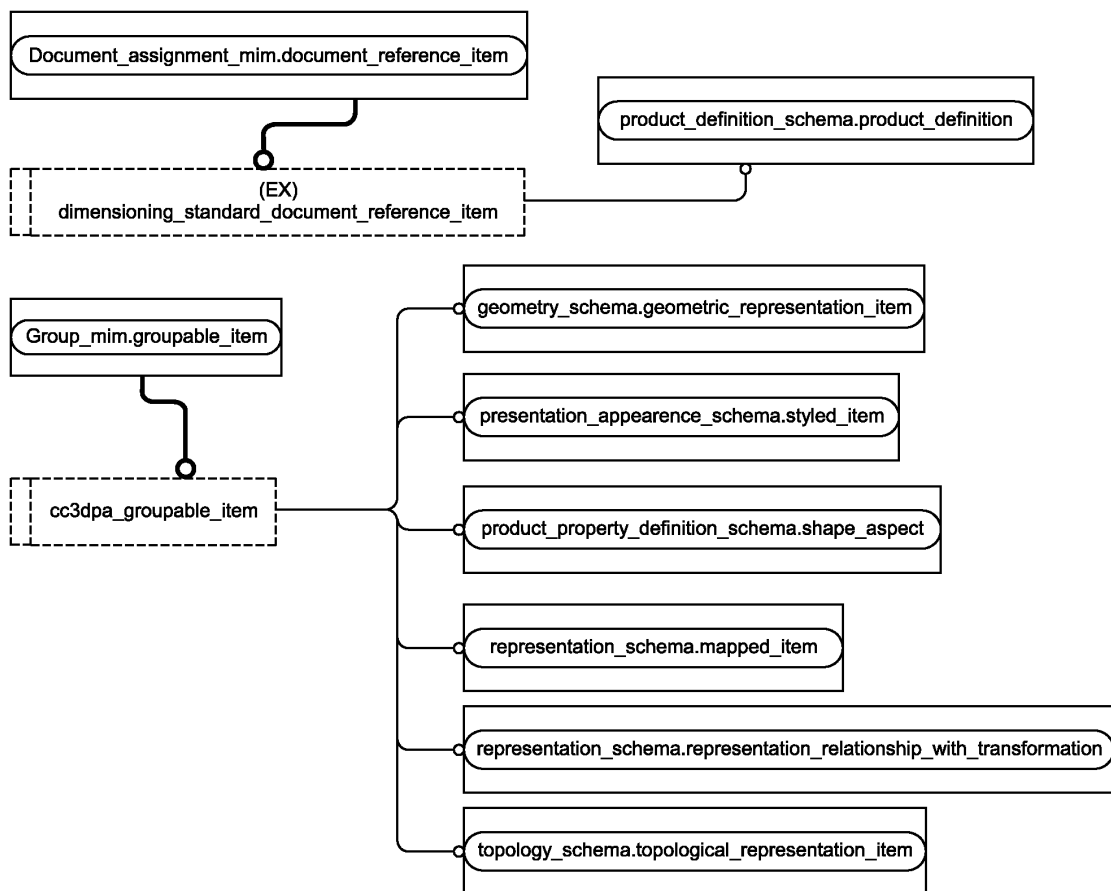 Document_assignment_mim.document_reference_item
product_definition_schema.product_definition
(EX)
dimensioning_standard_document_reference_item
geometry_schema.geometric_representation_item
Group_mim.groupable_item
presentation_appearence_schema.styled_item
cc3dpa_groupable_item
product_property_definition_schema.shape_aspect
representation_schema.mapped_item
representation_schema.representation_relationship_with_transformation
topology_schema.topological_representation_item